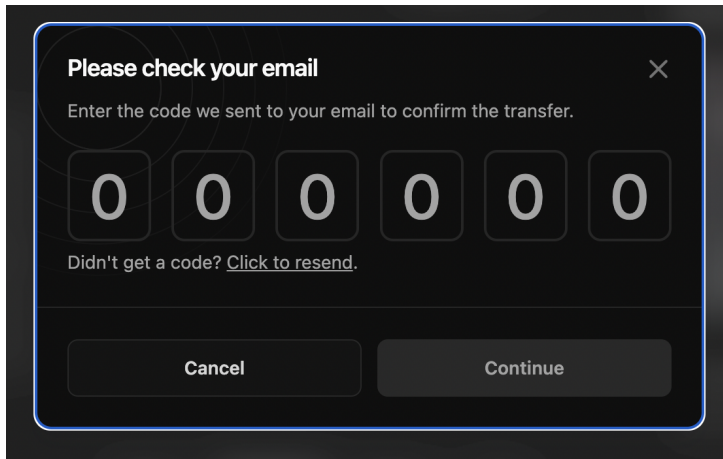 Please check your email
Enter the code we sent to your email to confirm the transfer.
0 0 0 0 0 0
Didn't get a code? Click to resend.
Cancel
Continue